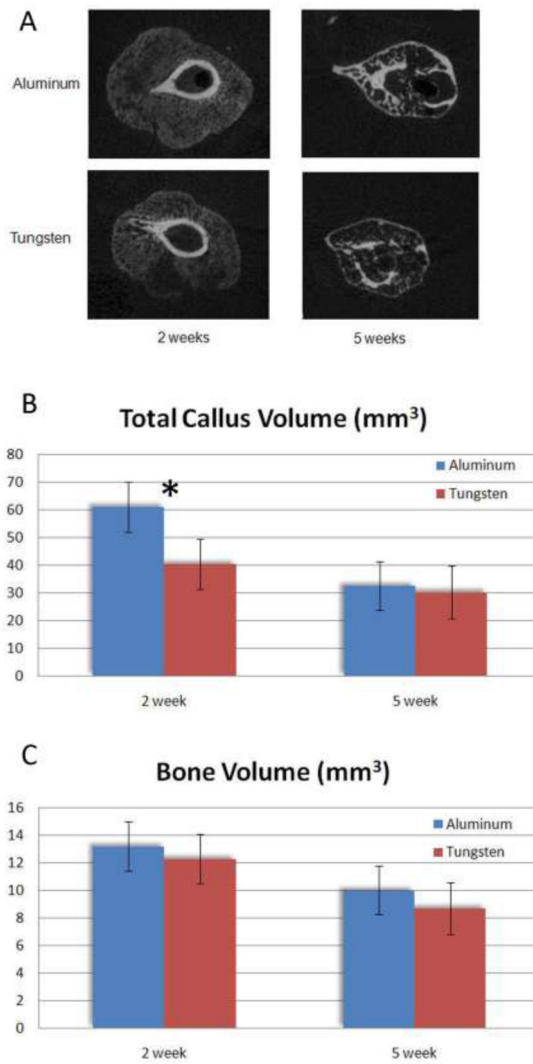 A
Aluminum
Tungsten
2 weeks
5 weeks
B
Total Callus Volume (mm³)
80
70
60
50
40
30
20
10
0
*
Aluminum
Tungsten
2 week
5 week
C
Bone Volume (mm³)
16
14
12
10
8
6
4
2
0
Aluminum
Tungsten
2 week
5 week